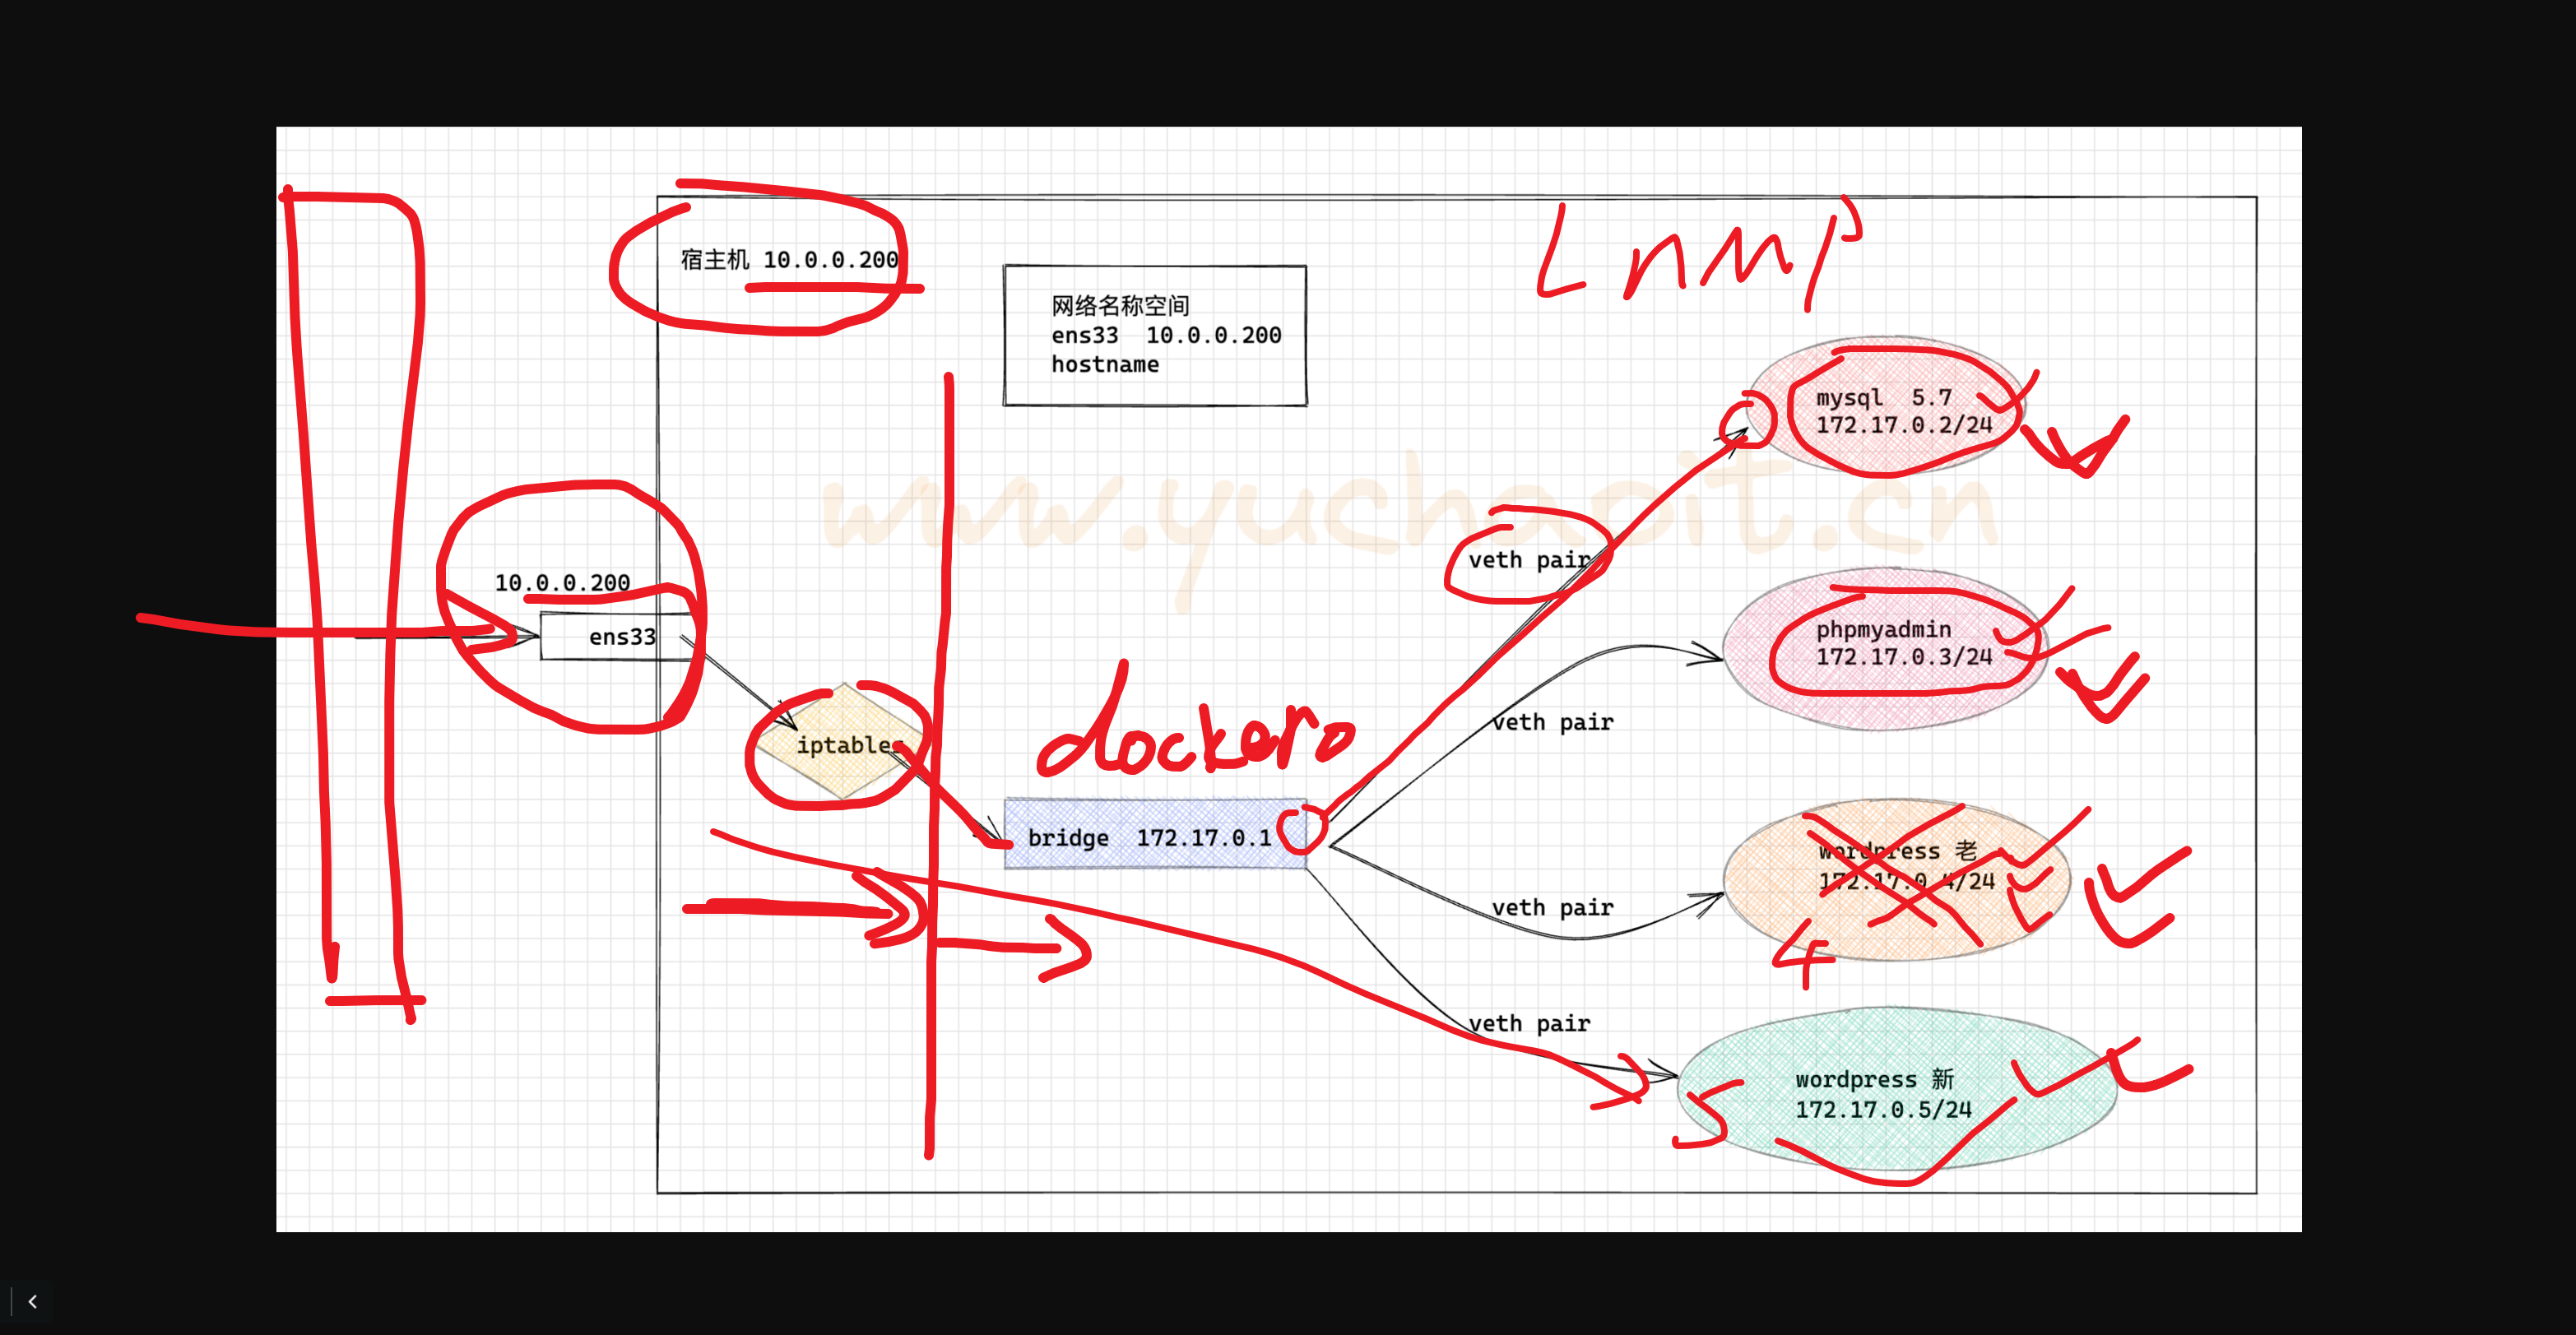 宿主机 10.0.0.200
Lnmp
网络名称空间
ens33 10.0.0.200
hostname
mysql 5.7
172.17.0.2/24
www.yuchaoit.cn
veth pair
10.0.0.200
ens33
phpmyadmin
172.17.0.3/24
veth pair
iptables
docker0
bridge 172.17.0.1
wordpress 老
172.17.0.4/24
veth pair
4
veth pair
wordpress 新
172.17.0.5/24
5